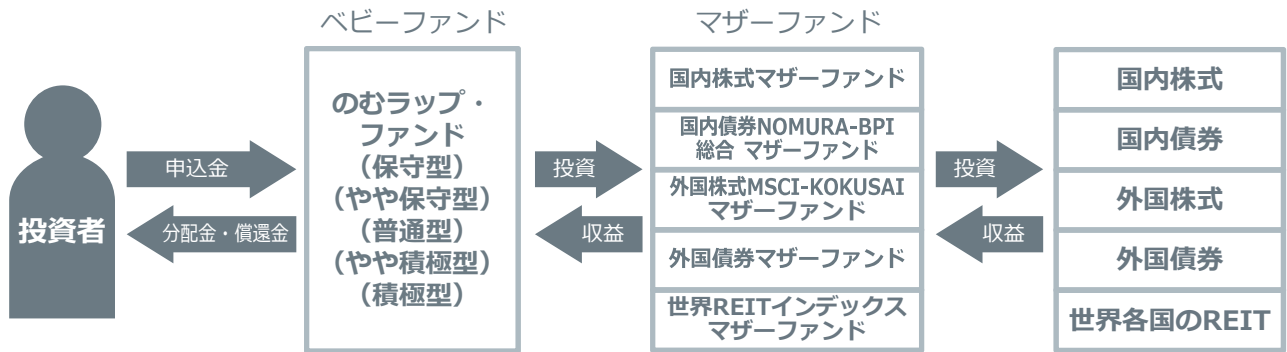 ベビーファンド
マザーファンド
投資者
申込金
分配金・償還金
のむラップ・
ファンド
（保守型）
（やや保守型）
（普通型）
（やや積極型）
（積極型）
投資
収益
国内株式マザーファンド
国内債券NOMURA-BPI
総合 マザーファンド
外国株式MSCI-KOKUSAI
マザーファンド
外国債券マザーファンド
世界REITインデックス
マザーファンド
投資
収益
国内株式
国内債券
外国株式
外国債券
世界各国のREIT